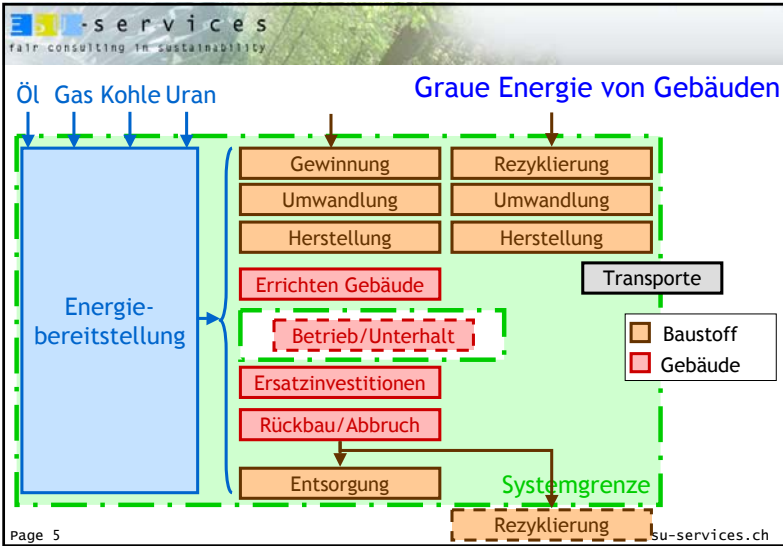 ESU-services
fair consulting in sustainability
Graue Energie von Gebäuden
Öl Gas Kohle Uran
Gewinnung Rezyklierung
Umwandlung Umwandlung
Herstellung Herstellung
Errichten Gebäude Transporte
Energie-
bereitstellung
Betrieb/Unterhalt
Baustoff
Gebäude
Ersatzinvestitionen
Rückbau/Abbruch
Entsorgung Systemgrenze
Rezyklierung
Page 5 su-services.ch